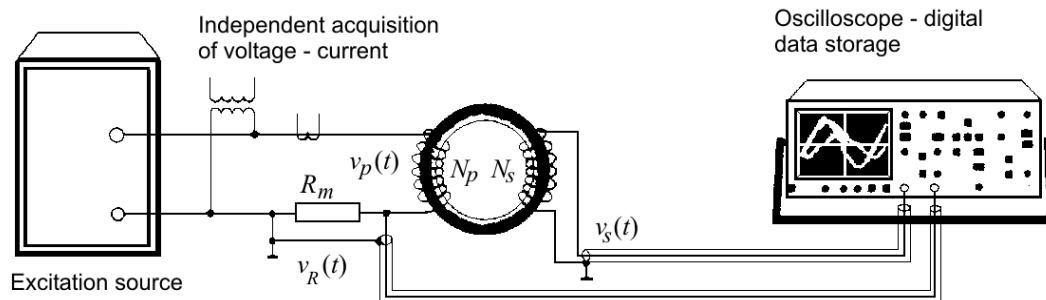 Independent acquisition
of voltage - current
Oscilloscope - digital
data storage
v_p(t)
N_p N_s
R_m
v_s(t)
v_R(t)
Excitation source